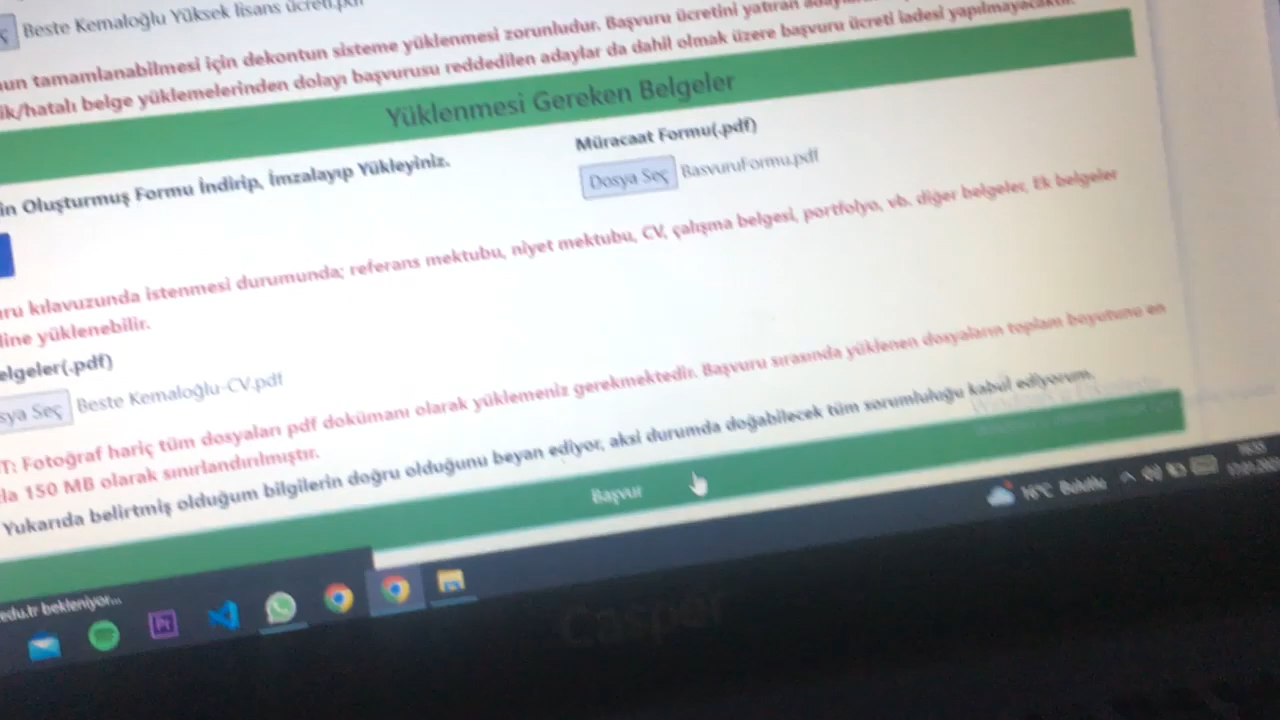 Beste Kemaloğlu Yüksek lisans ücreti.pdf
tamamlanabilmesi için dekontun sisteme yüklenmesi zorunludur. Başvuru ücretini yatıran
ik/hatalı belge yüklemelerinden dolayı başvurusu reddedilen adaylar da dahil olmak üzere başvuru ücreti iadesi yapılmayacaktır.
Yüklenmesi Gereken Belgeler
in Oluşturmuş Formu İndirip, İmzalayıp Yükleyiniz.
Müracaat Formu(.pdf)
Dosya Seç BasvuruFormu.pdf
uru kılavuzunda istenmesi durumunda; referans mektubu, niyet mektubu, CV, çalışma belgesi, portfolyo, vb. diğer belgeler, Ek belgeler
line yüklenebilir.
elgeler(.pdf)
sya Seç Beste Kemaloğlu-CV.pdf
T: Fotoğraf hariç tüm dosyaları pdf dokümanı olarak yüklemeniz gerekmektedir. Başvuru sırasında yüklenen dosyaların toplam boyutunu en
la 150 MB olarak sınırlandırılmıştır.
Yukarıda belirtmiş olduğum bilgilerin doğru olduğunu beyan ediyor, aksi durumda doğabilecek tüm sorumluluğu kabul ediyorum.
Başvur
edu.tr bekleniyor...
16°C Bulutlu
Casper